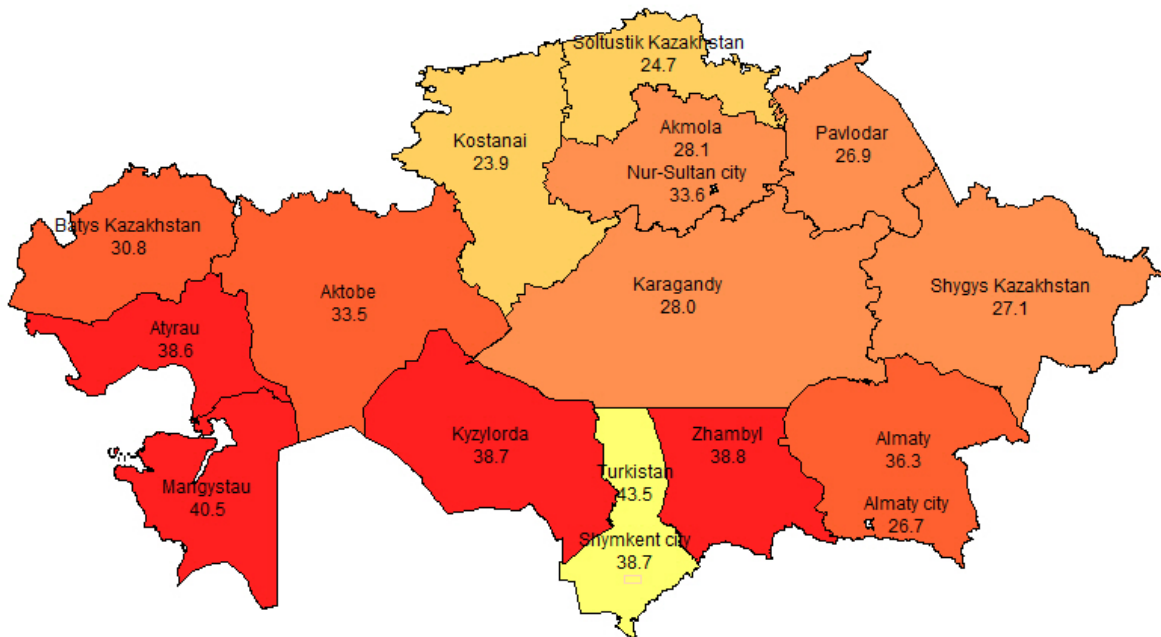 Soltustik Kazakhstan
24.7
Kostanai
23.9
Akmola
28.1
Nur-Sultan city
33.6
Pavlodar
26.9
Batys Kazakhstan
30.8
Aktobe
33.5
Karagandy
28.0
Shygys Kazakhstan
27.1
Atyrau
38.6
Mangystau
40.5
Kyzylorda
38.7
Turkistan
43.5
Shymkent city
38.7
Zhambyl
38.8
Almaty
36.3
Almaty city
26.7